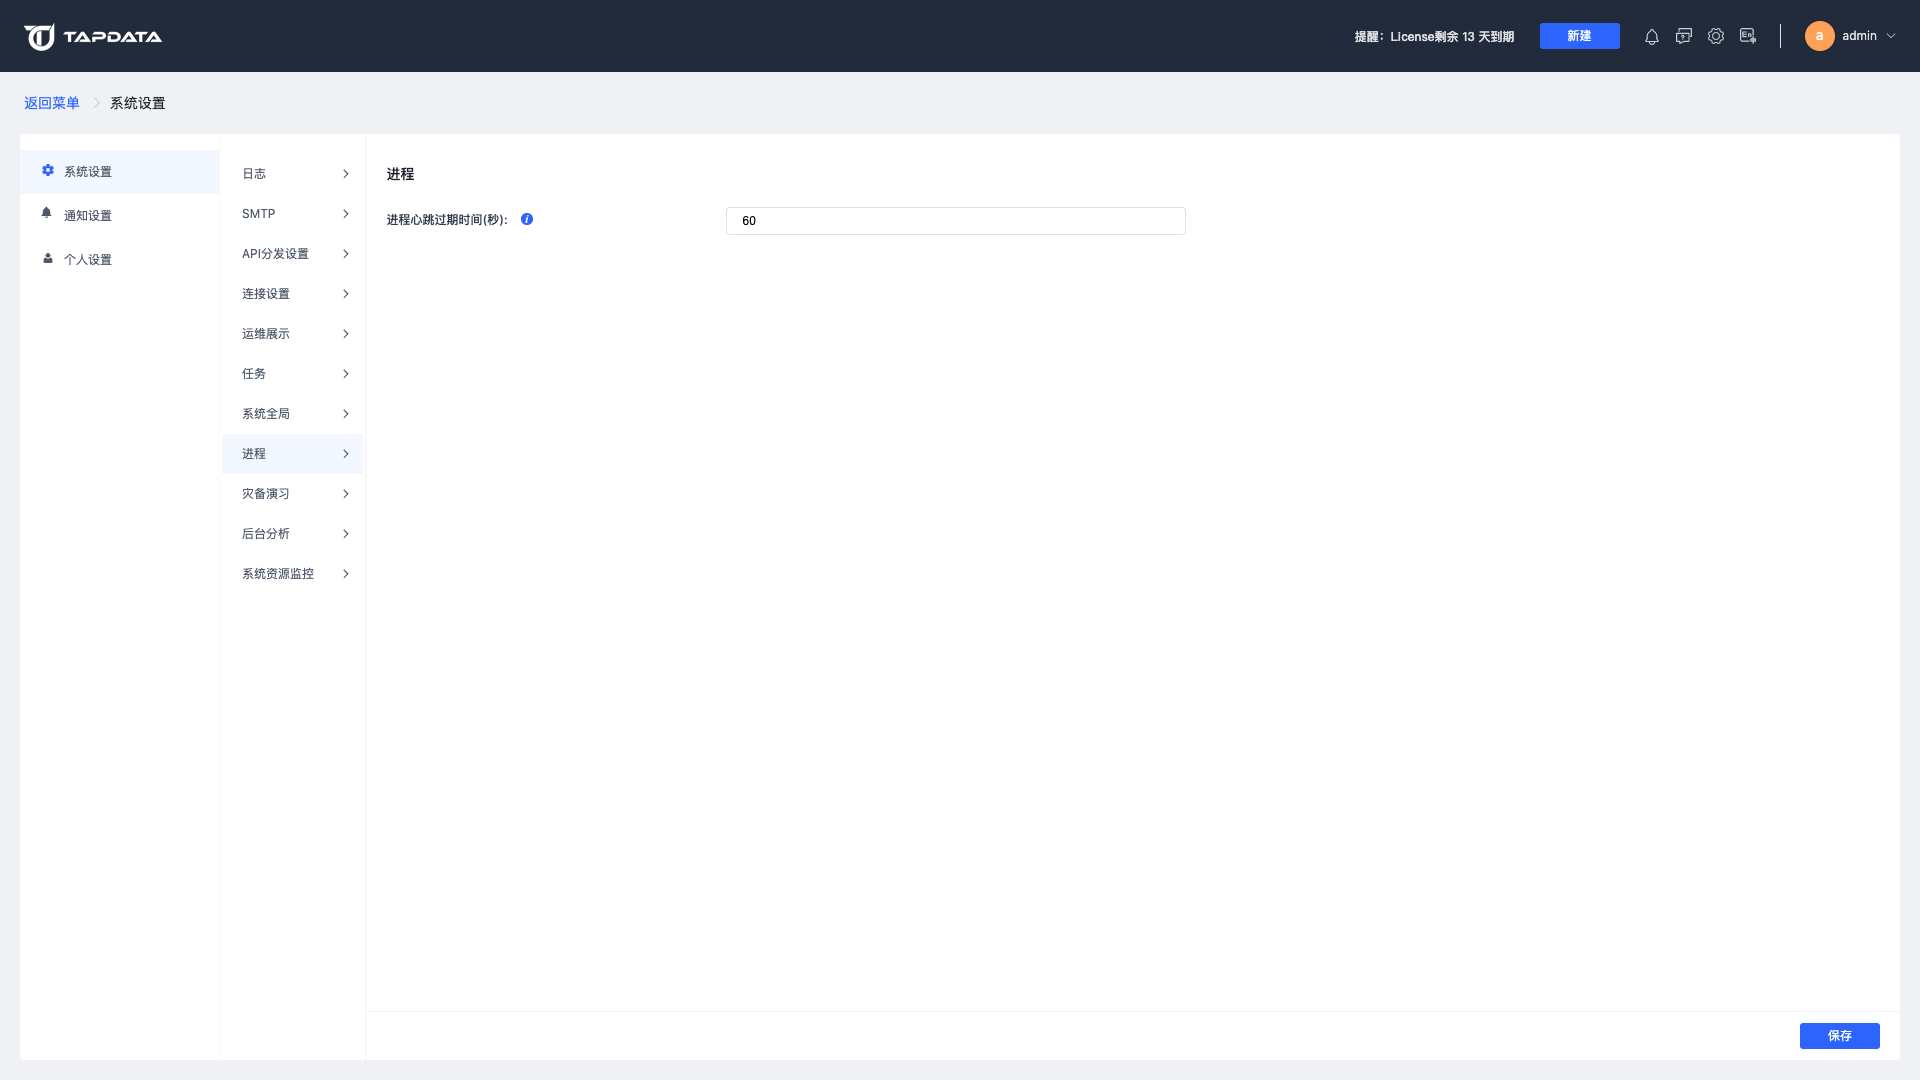 TAPDATA
提醒：License剩余 13 天到期
新建
En
中
a
admin
返回菜单
系统设置
系统设置
通知设置
个人设置
日志
SMTP
API分发设置
连接设置
运维展示
任务
系统全局
进程
灾备演习
后台分析
系统资源监控
进程
进程心跳过期时间(秒)：
60
保存